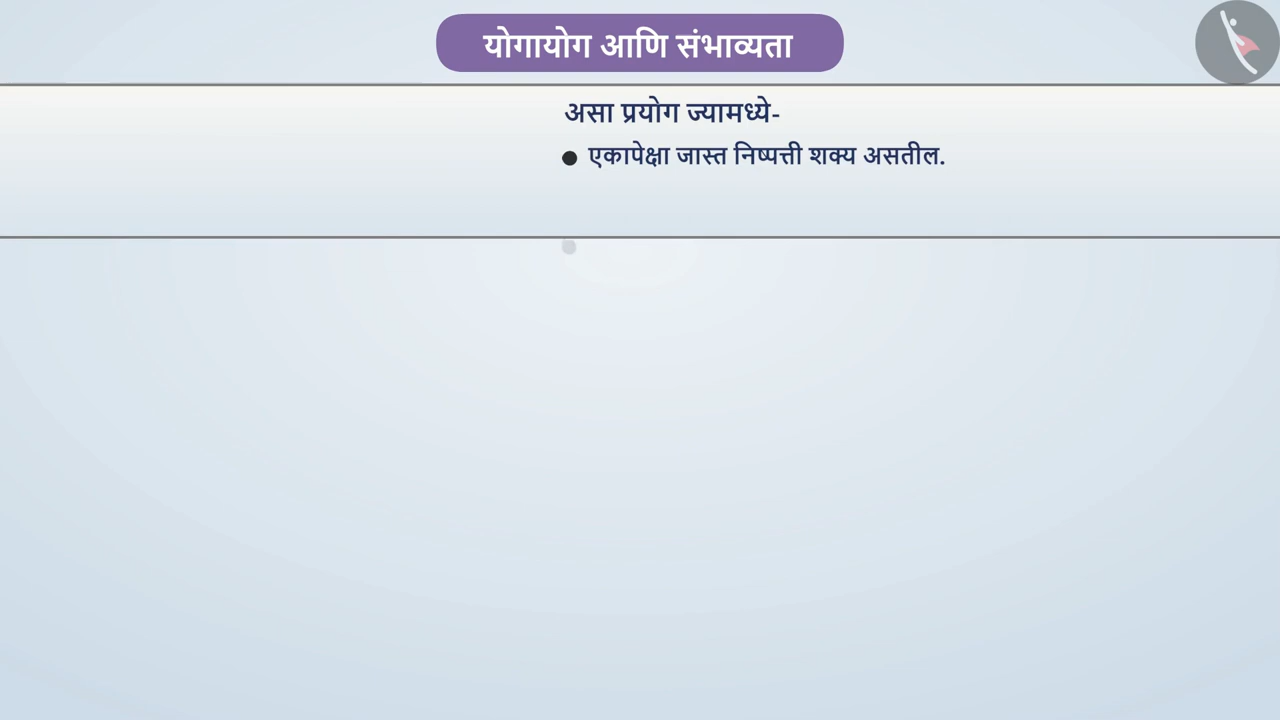 योगायोग आणि संभाव्यता
असा प्रयोग ज्यामध्ये-
● एकापेक्षा जास्त निष्पत्ती शक्य असतील.